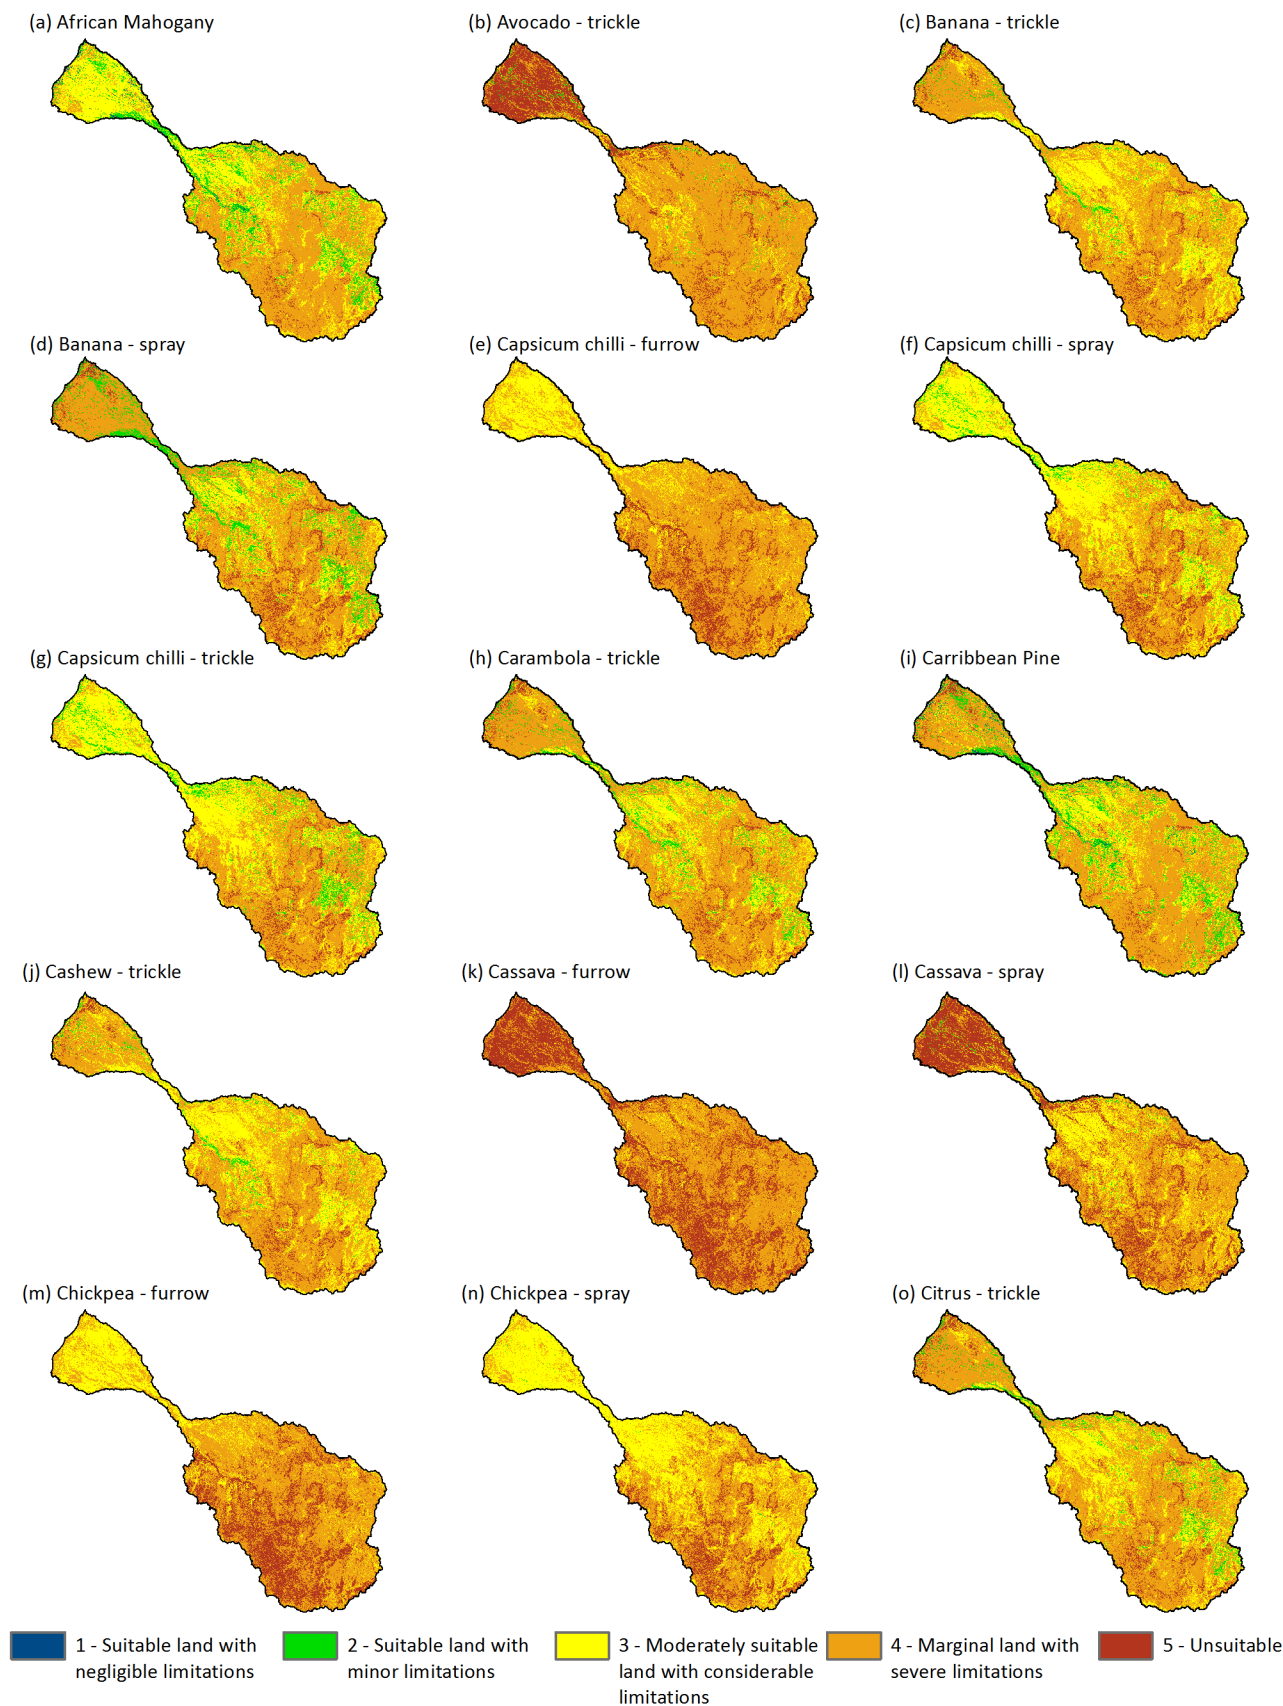 (a) African Mahogany
(b) Avocado - trickle
(c) Banana - trickle
(d) Banana - spray
(e) Capsicum chilli - furrow
(f) Capsicum chilli - spray
(g) Capsicum chilli - trickle
(h) Carambola - trickle
(i) Carribbean Pine
(j) Cashew - trickle
(k) Cassava - furrow
(l) Cassava - spray
(m) Chickpea - furrow
(n) Chickpea - spray
(o) Citrus - trickle
1 - Suitable land with
negligible limitations
2 - Suitable land with
minor limitations
3 - Moderately suitable
land with considerable
limitations
4 - Marginal land with
severe limitations
5 - Unsuitable